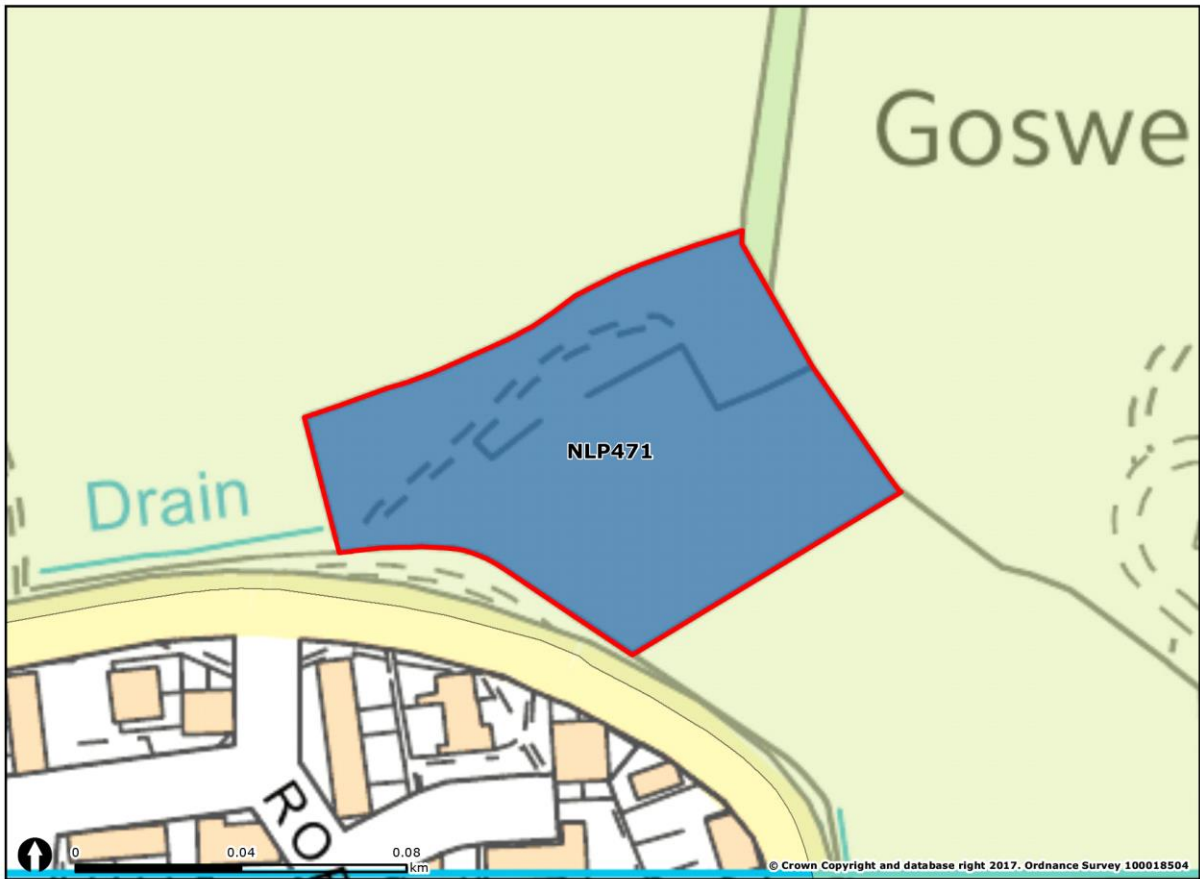 Goswe
NLP471
Drain
RO
0 0.04 0.08
km
© Crown Copyright and database right 2017. Ordnance Survey 100018504